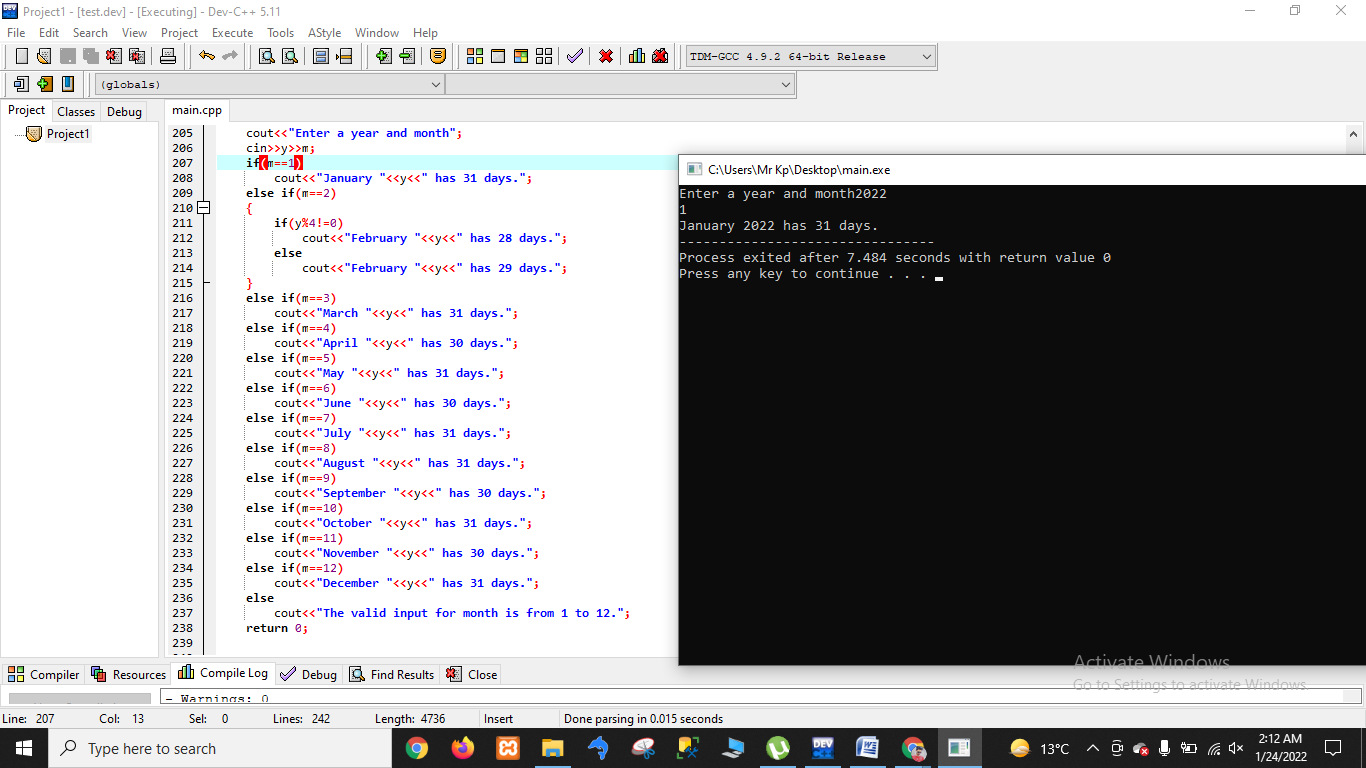 Project1 - [test.dev] - [Executing] - Dev-C++ 5.11
File Edit Search View Project Execute Tools AStyle Window Help
TDM-GCC 4.9.2 64-bit Release
(globals)
Project Classes Debug
main.cpp
Project1
205 cout<<"Enter a year and month";
206 cin>>y>>m;
207 if(m==1)
208 cout<<"January "<<y<<" has 31 days.";
209 else if(m==2)
210 {
211 if(y%4!=0)
212 cout<<"February "<<y<<" has 28 days.";
213 else
214 cout<<"February "<<y<<" has 29 days.";
215 }
216 else if(m==3)
217 cout<<"March "<<y<<" has 31 days.";
218 else if(m==4)
219 cout<<"April "<<y<<" has 30 days.";
220 else if(m==5)
221 cout<<"May "<<y<<" has 31 days.";
222 else if(m==6)
223 cout<<"June "<<y<<" has 30 days.";
224 else if(m==7)
225 cout<<"July "<<y<<" has 31 days.";
226 else if(m==8)
227 cout<<"August "<<y<<" has 31 days.";
228 else if(m==9)
229 cout<<"September "<<y<<" has 30 days.";
230 else if(m==10)
231 cout<<"October "<<y<<" has 31 days.";
232 else if(m==11)
233 cout<<"November "<<y<<" has 30 days.";
234 else if(m==12)
235 cout<<"December "<<y<<" has 31 days.";
236 else
237 cout<<"The valid input for month is from 1 to 12.";
238 return 0;
239
C:\Users\Mr Kp\Desktop\main.exe
Enter a year and month2022
1
January 2022 has 31 days.
--------------------------------
Process exited after 7.484 seconds with return value 0
Press any key to continue . . .
Activate Windows
Go to Settings to activate Windows.
Compiler Resources Compile Log Debug Find Results Close
- Warnings: 0
Line: 207 Col: 13 Sel: 0 Lines: 242 Length: 4736 Insert Done parsing in 0.015 seconds
Type here to search
13°C
2:12 AM
1/24/2022